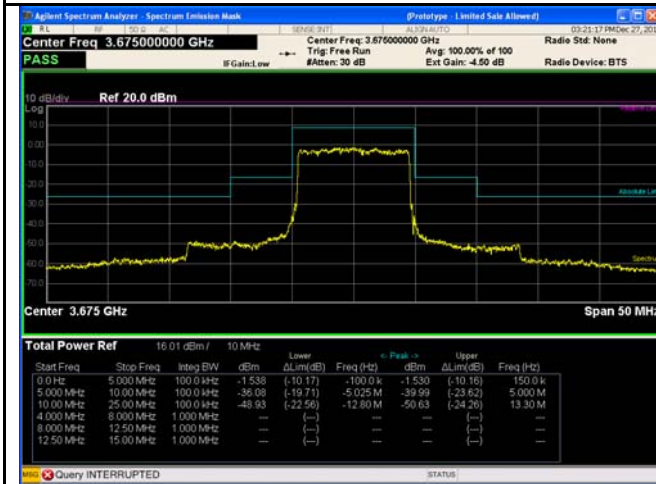 Agilent Spectrum Analyzer - Spectrum Emission Mask (Prototype - Limited Sale Allowed)
RL RF 50 Ω AC SENSE:INT ALIGN AUTO 03:21:17 PM Dec 27, 201
Center Freq 3.675000000 GHz Center Freq: 3.675000000 GHz Radio Std: None
Trig: Free Run Avg: 100.00% of 100
PASS IFGain:Low #Atten: 30 dB Ext Gain: -4.50 dB Radio Device: BTS
10 dB/div Ref 20.0 dBm
Log
10.0
0.00
-10.0
-20.0
Absolute Lim
-30.0
-40.0
-50.0
-60.0
Spectru
-70.0
Center 3.675 GHz Span 50 MHz
Total Power Ref 16.01 dBm / 10 MHz
Lower <- Peak -> Upper
Start Freq Stop Freq Integ BW dBm ΔLim(dB) Freq (Hz) dBm ΔLim(dB) Freq (Hz)
0.0 Hz 5.000 MHz 100.0 kHz -1.538 (-10.17) -100.0 k -1.530 (-10.16) 150.0 k
5.000 MHz 10.00 MHz 100.0 kHz -36.08 (-19.71) -5.025 M -39.99 (-23.62) 5.000 M
10.00 MHz 25.00 MHz 100.0 kHz -48.93 (-22.56) -12.80 M -50.63 (-24.26) 13.30 M
4.000 MHz 8.000 MHz 1.000 MHz --- (---) --- --- (---) ---
8.000 MHz 12.50 MHz 1.000 MHz --- (---) --- --- (---) ---
12.50 MHz 15.00 MHz 1.000 MHz --- (---) --- --- (---) ---
MSG Query INTERRUPTED STATUS